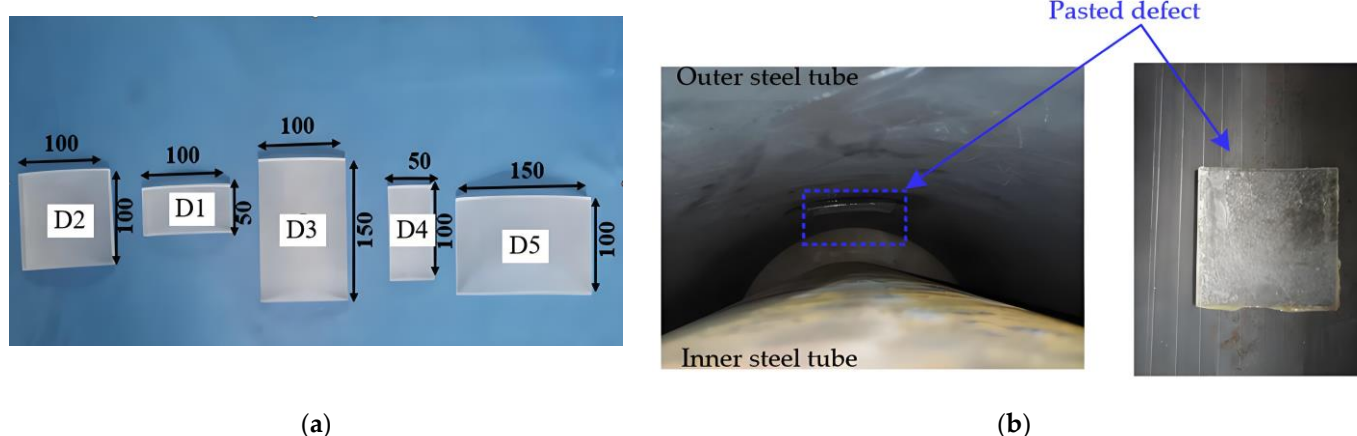 Pasted defect
100
100
D2
100
D1
50
100
D3
150
50
D4
100
150
D5
100
Outer steel tube
Inner steel tube
(a)
(b)